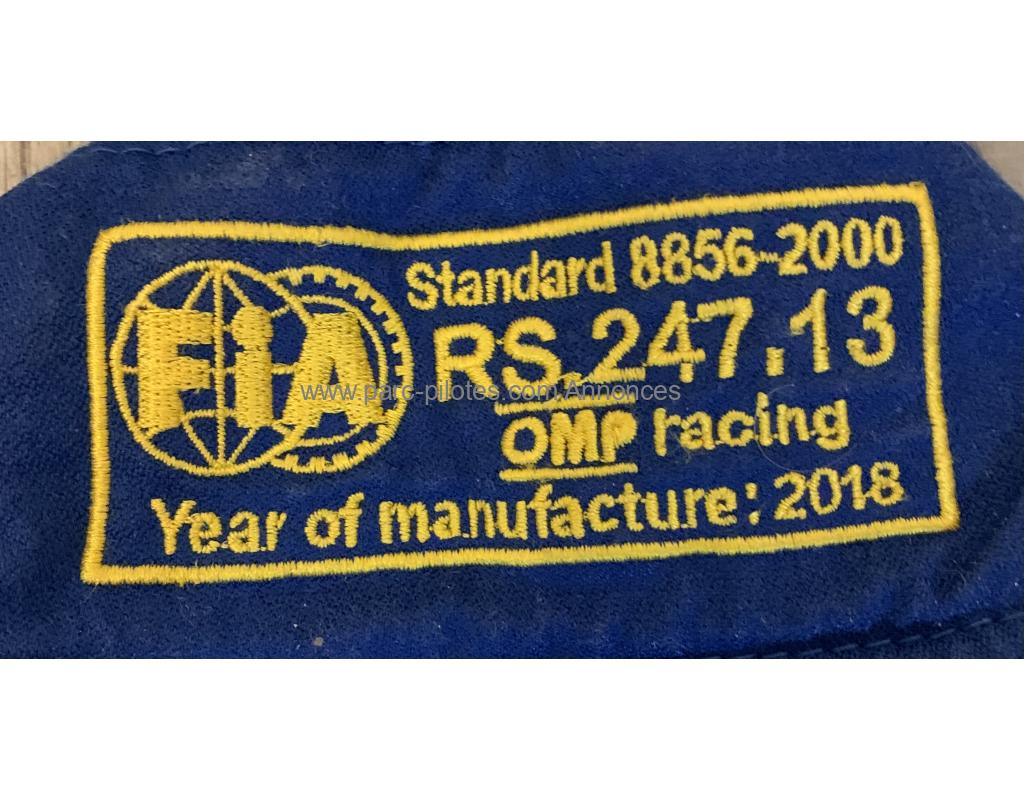 Standard 8856-2000
FIA
RS.247.13
www.parc-pilotes.com Annonces
OMP racing
Year of manufacture: 2018